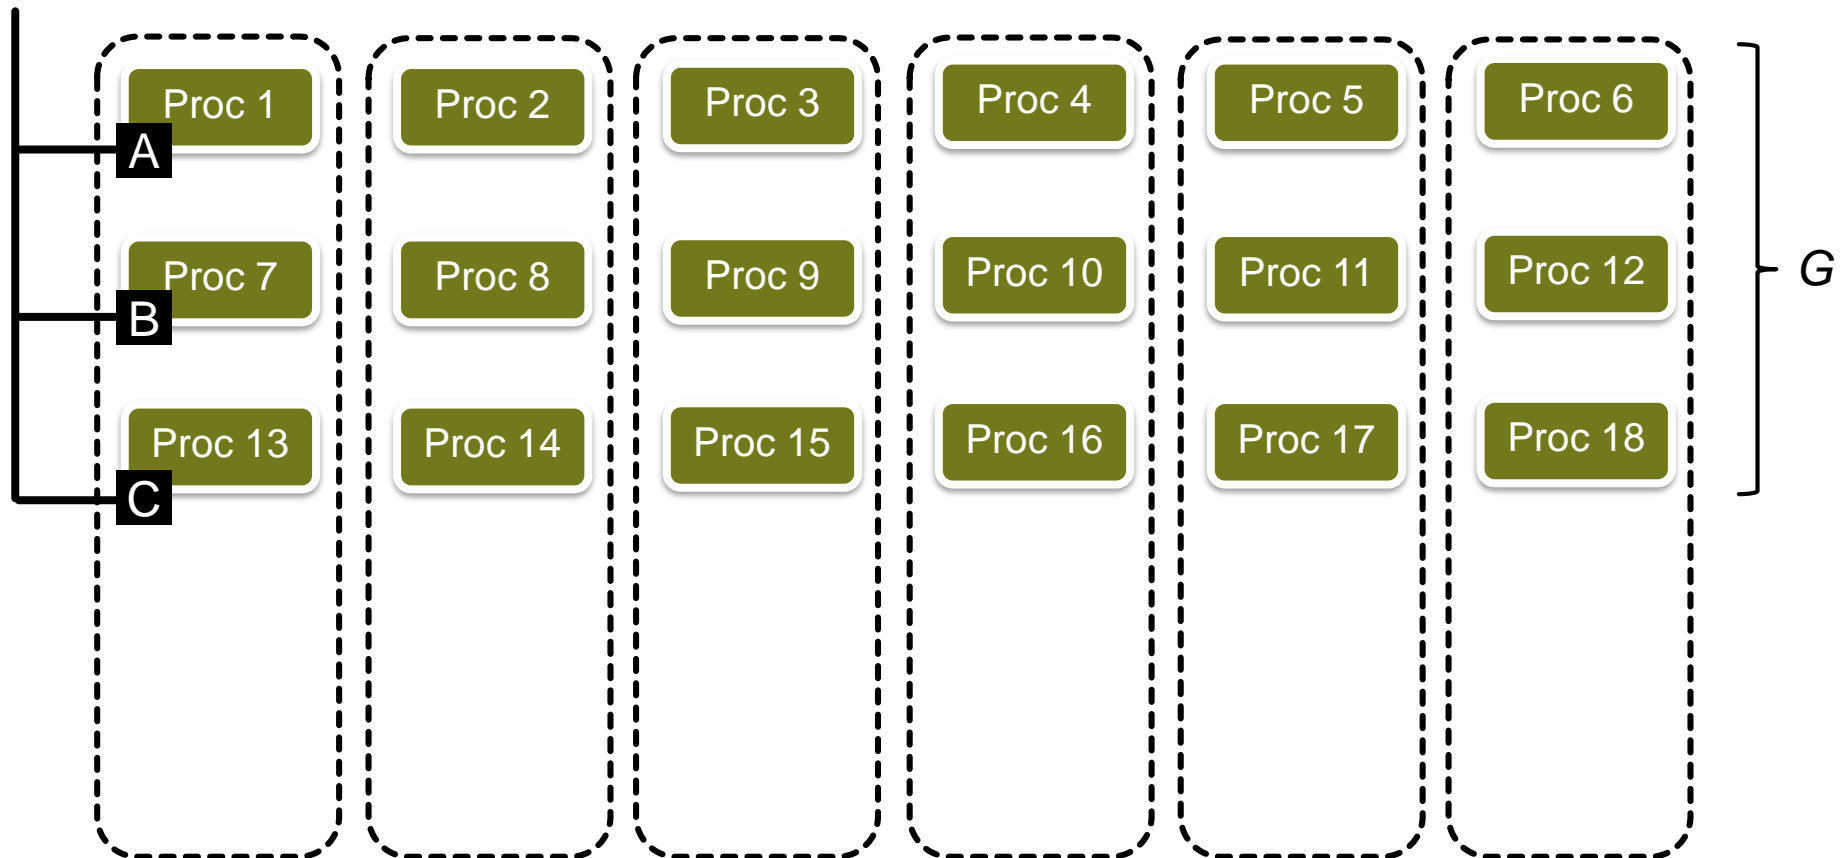 Proc 1
Proc 2
Proc 3
Proc 4
Proc 5
Proc 6
A
Proc 7
Proc 8
Proc 9
Proc 10
Proc 11
Proc 12
G
B
Proc 13
Proc 14
Proc 15
Proc 16
Proc 17
Proc 18
C